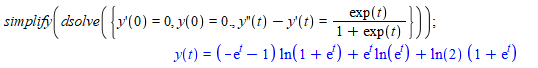 simplify(dsolve({y'(0) = 0, y(0) = 0., y''(t) − y'(t) = exp(t)/(1 + exp(t))}));
y(t) = (−e^t − 1) ln(1 + e^t) + e^t ln(e^t) + ln(2) (1 + e^t)